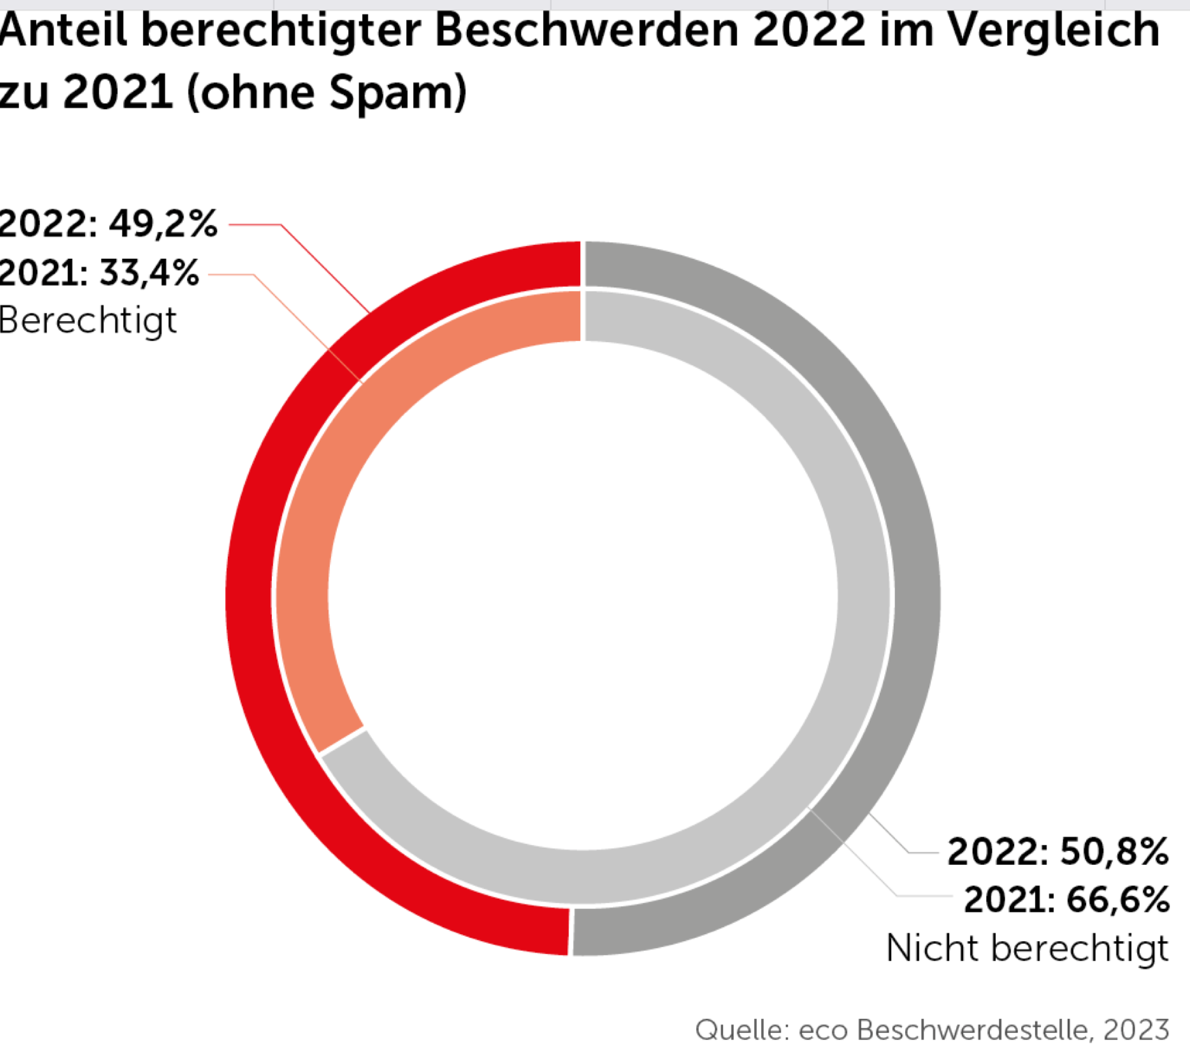 Anteil berechtigter Beschwerden 2022 im Vergleich
zu 2021 (ohne Spam)
2022: 49,2%
2021: 33,4%
Berechtigt
2022: 50,8%
2021: 66,6%
Nicht berechtigt
Quelle: eco Beschwerdestelle, 2023